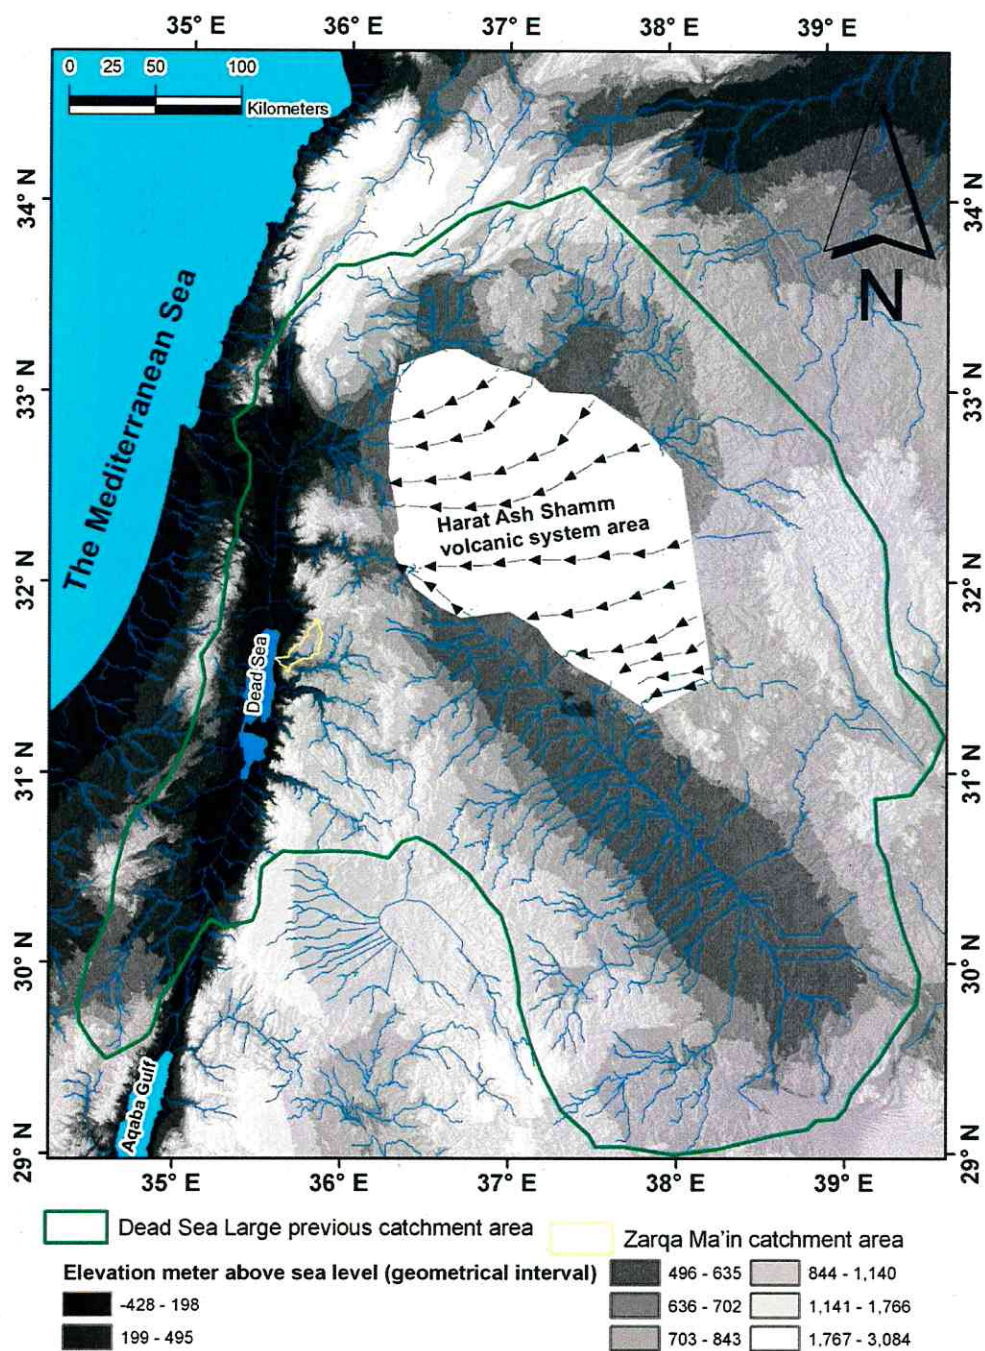 35° E 36° E 37° E 38° E 39° E
0 25 50 100
Kilometers
34° N
34° N
N
The Mediterranean Sea
33° N
33° N
Harat Ash Shamm
volcanic system area
32° N
32° N
Dead Sea
31° N
31° N
30° N
30° N
Aqaba Gulf
29° N
29° N
35° E 36° E 37° E 38° E 39° E
Dead Sea Large previous catchment area
Zarqa Ma'in catchment area
Elevation meter above sea level (geometrical interval)
-428 - 198
199 - 495
496 - 635
636 - 702
703 - 843
844 - 1,140
1,141 - 1,766
1,767 - 3,084